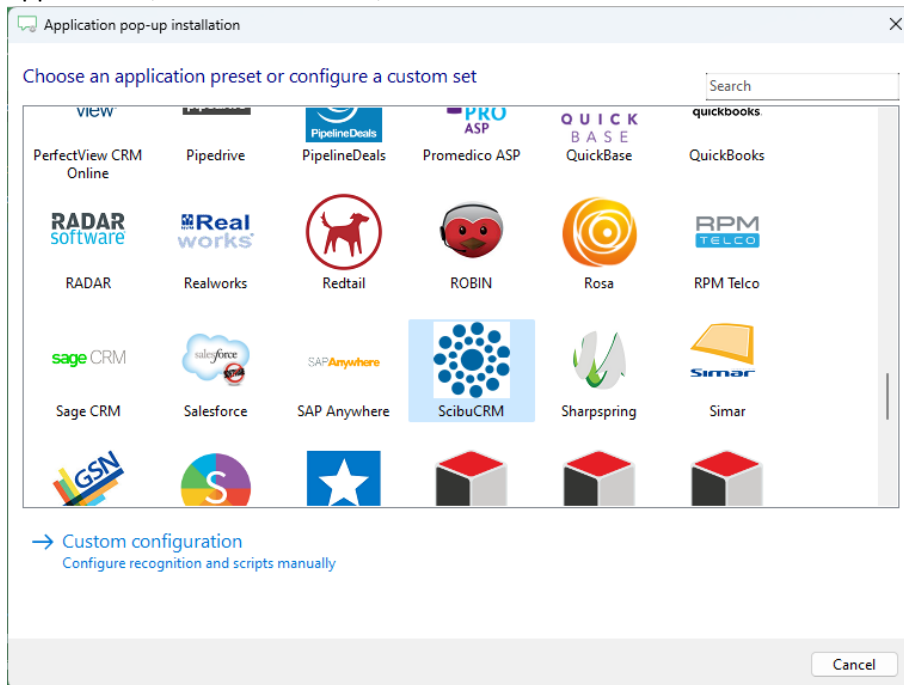 Application pop-up installation
Choose an application preset or configure a custom set
Search
view
PipelineDeals
PRO
ASP
QUICK
BASE
quickbooks.
PerfectView CRM
Online
Pipedrive
PipelineDeals
Promedico ASP
QuickBase
QuickBooks
RADAR
software
Real
works
RPM
TELCO
RADAR
Realworks
Redtail
ROBIN
Rosa
RPM Telco
sage CRM
salesforce
SAP Anywhere
Simar
Sage CRM
Salesforce
SAP Anywhere
ScibuCRM
Sharpspring
Simar
GSN
S
Custom configuration
Configure recognition and scripts manually
Cancel